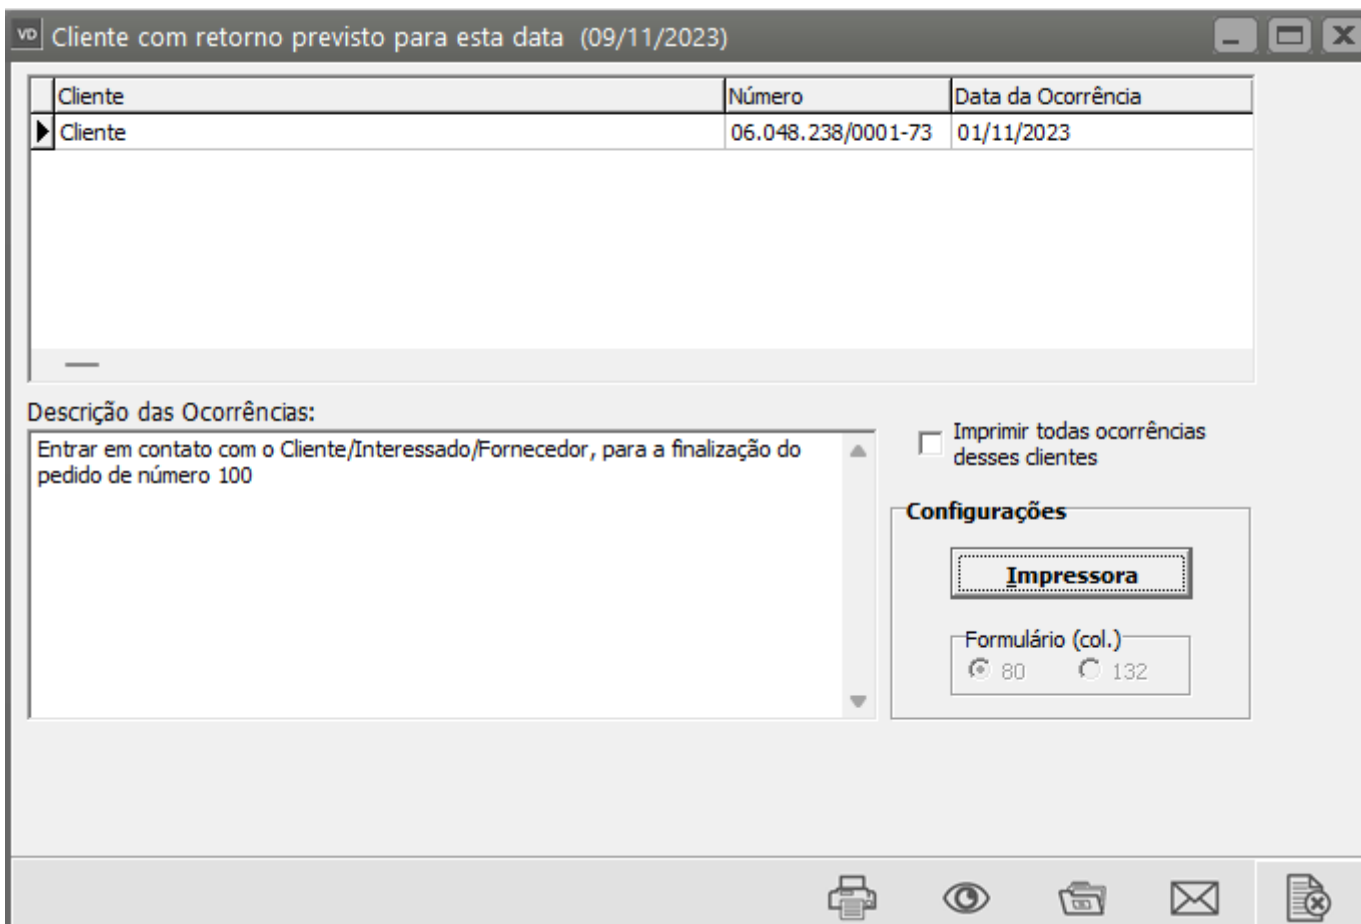 VD Cliente com retorno previsto para esta data (09/11/2023)
Cliente Número Data da Ocorrência
Cliente 06.048.238/0001-73 01/11/2023
Descrição das Ocorrências:
Entrar em contato com o Cliente/Interessado/Fornecedor, para a finalização do
pedido de número 100
Imprimir todas ocorrências
desses clientes
Configurações
Impressora
Formulário (col.)
80 132